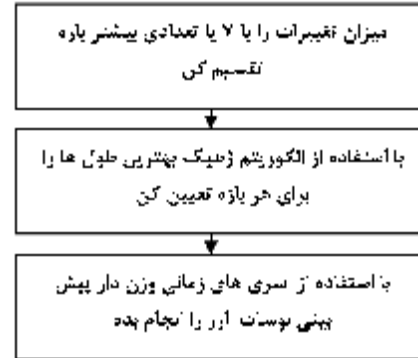 میزان تغییرات را با ۷ یا تعدادی بیشتر بازه
تقسیم کن
با استفاده از الگوریتم ژنتیک بهترین طول ها را
برای هر بازه تعیین کن
با استفاده از سری های زمانی وزن دار پیش
بینی نوسانات ارز را انجام بده